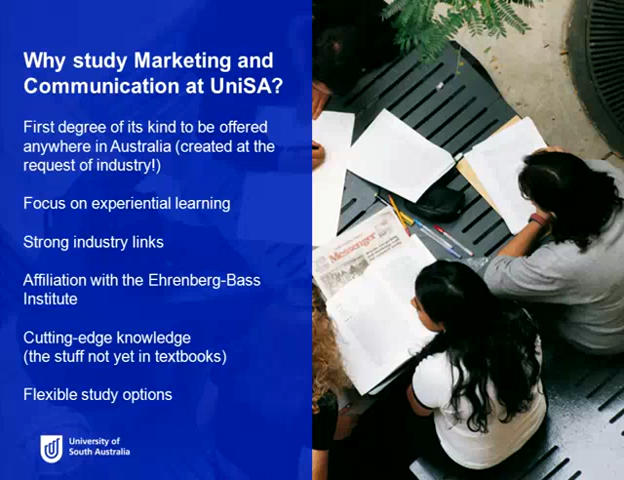 Why study Marketing and
Communication at UniSA?
First degree of its kind to be offered
anywhere in Australia (created at the
request of industry!)
Focus on experiential learning
Strong industry links
Affiliation with the Ehrenberg-Bass
Institute
Cutting-edge knowledge
(the stuff not yet in textbooks)
Flexible study options
University of
South Australia
Messenger